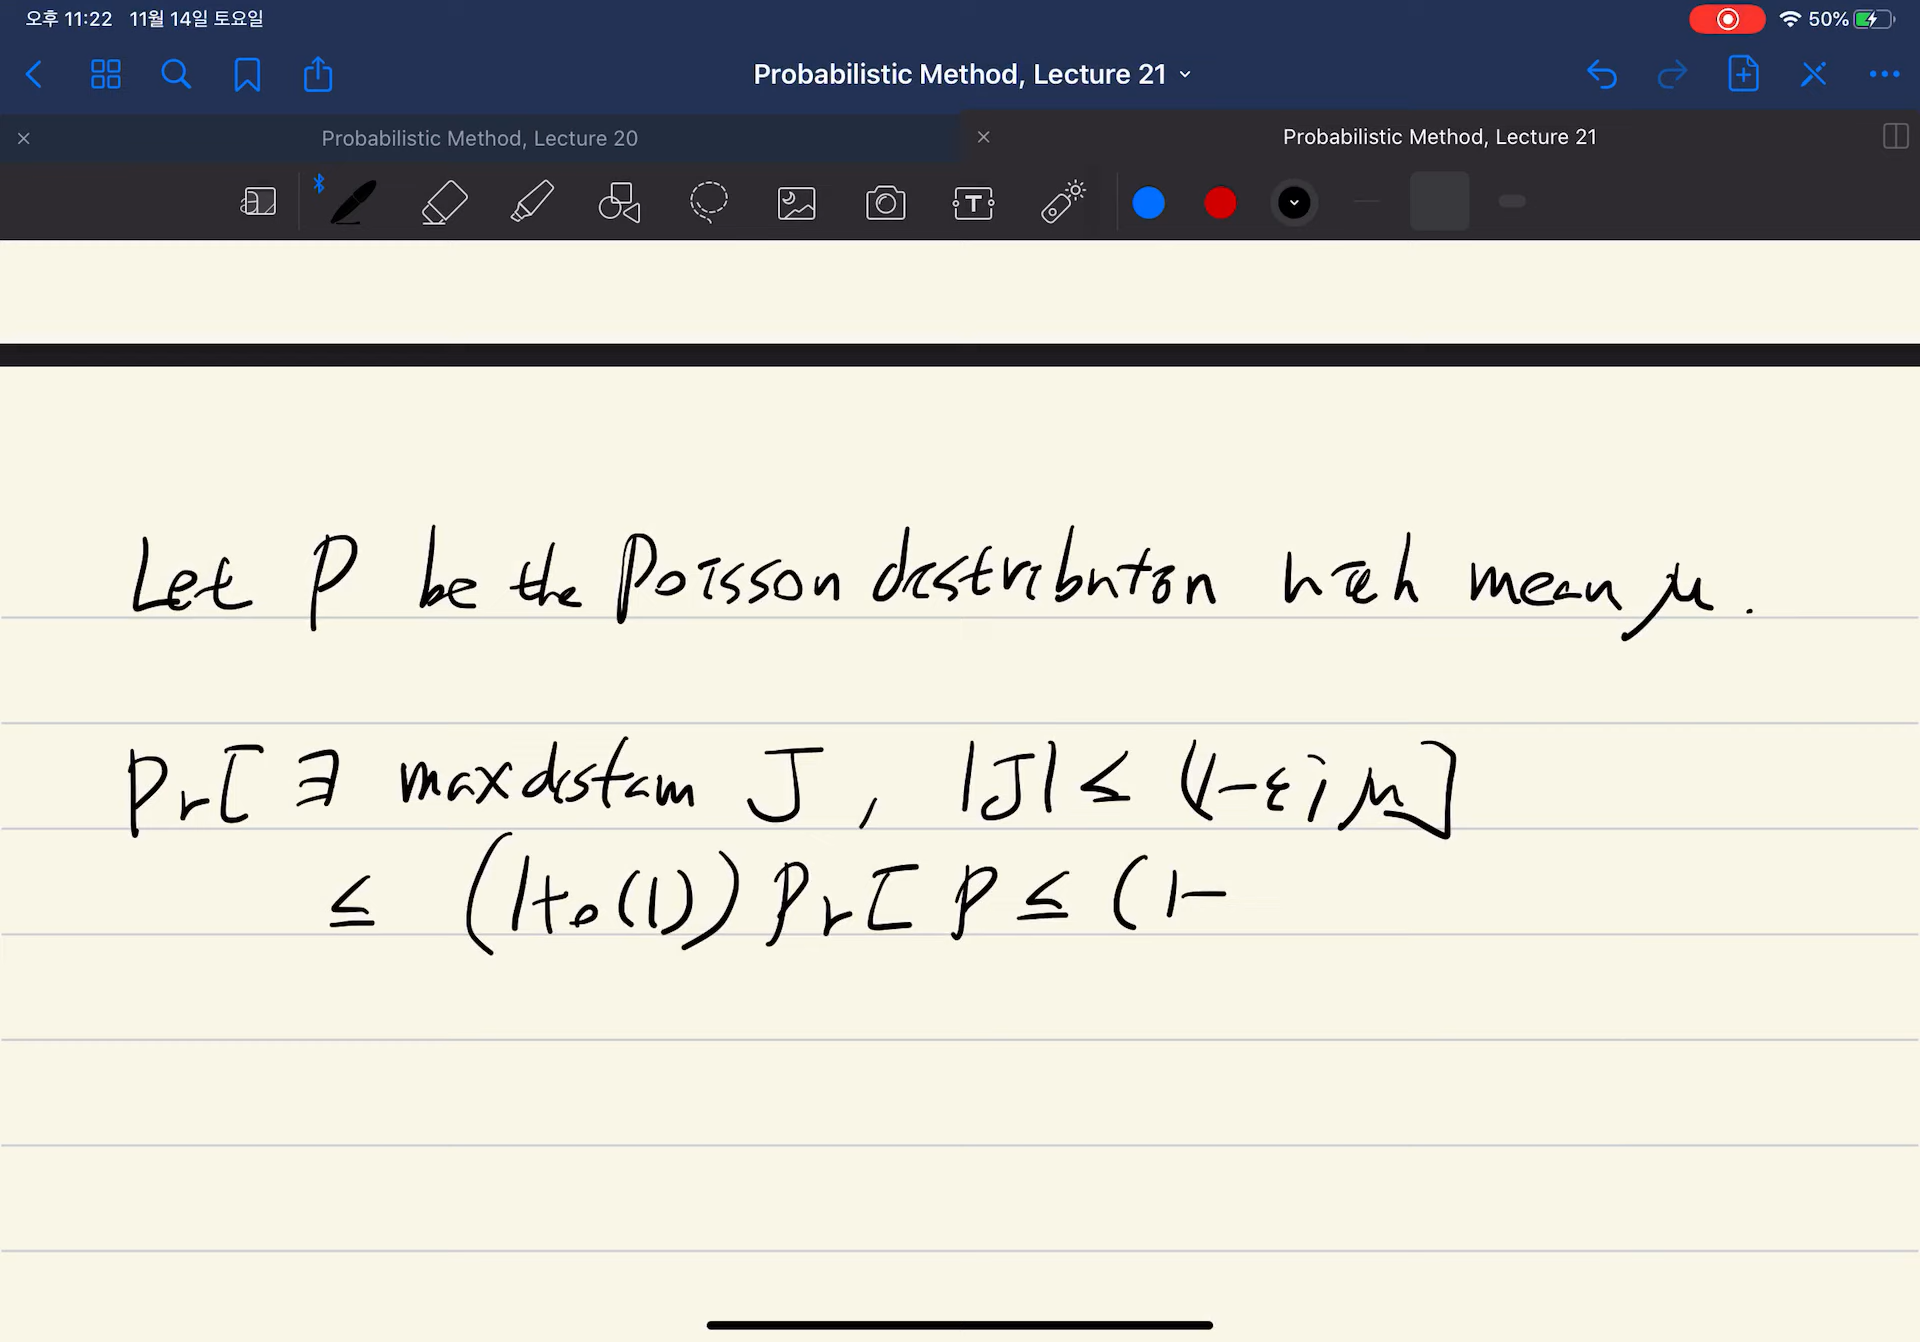 오후 11:22 11월 14일 토요일 50%
Probabilistic Method, Lecture 21
Probabilistic Method, Lecture 20 Probabilistic Method, Lecture 21
Let P be the Poisson distribution with mean μ.
Pr[ ∃ maxdisfam J, |J| ≤ (1-ε) μ]
≤ (1+o(1)) Pr[ P ≤ (1-